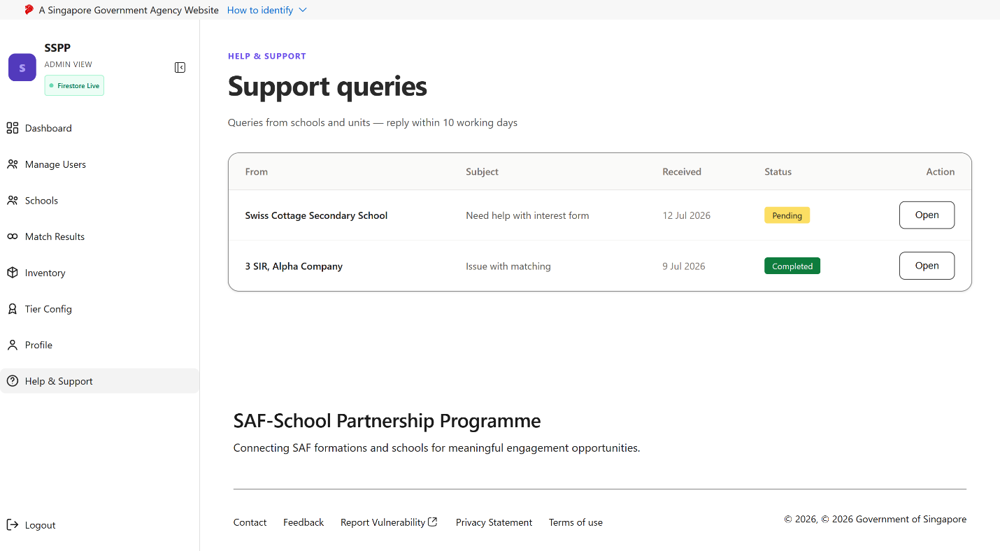 A Singapore Government Agency Website How to identify
SSPP
S
ADMIN VIEW
Firestore Live
Dashboard
Manage Users
Schools
Match Results
Inventory
Tier Config
Profile
Help & Support
Logout
HELP & SUPPORT
Support queries
Queries from schools and units — reply within 10 working days
From Subject Received Status Action
Swiss Cottage Secondary School Need help with interest form 12 Jul 2026 Pending Open
3 SIR, Alpha Company Issue with matching 9 Jul 2026 Completed Open
SAF-School Partnership Programme
Connecting SAF formations and schools for meaningful engagement opportunities.
Contact Feedback Report Vulnerability Privacy Statement Terms of use © 2026, © 2026 Government of Singapore